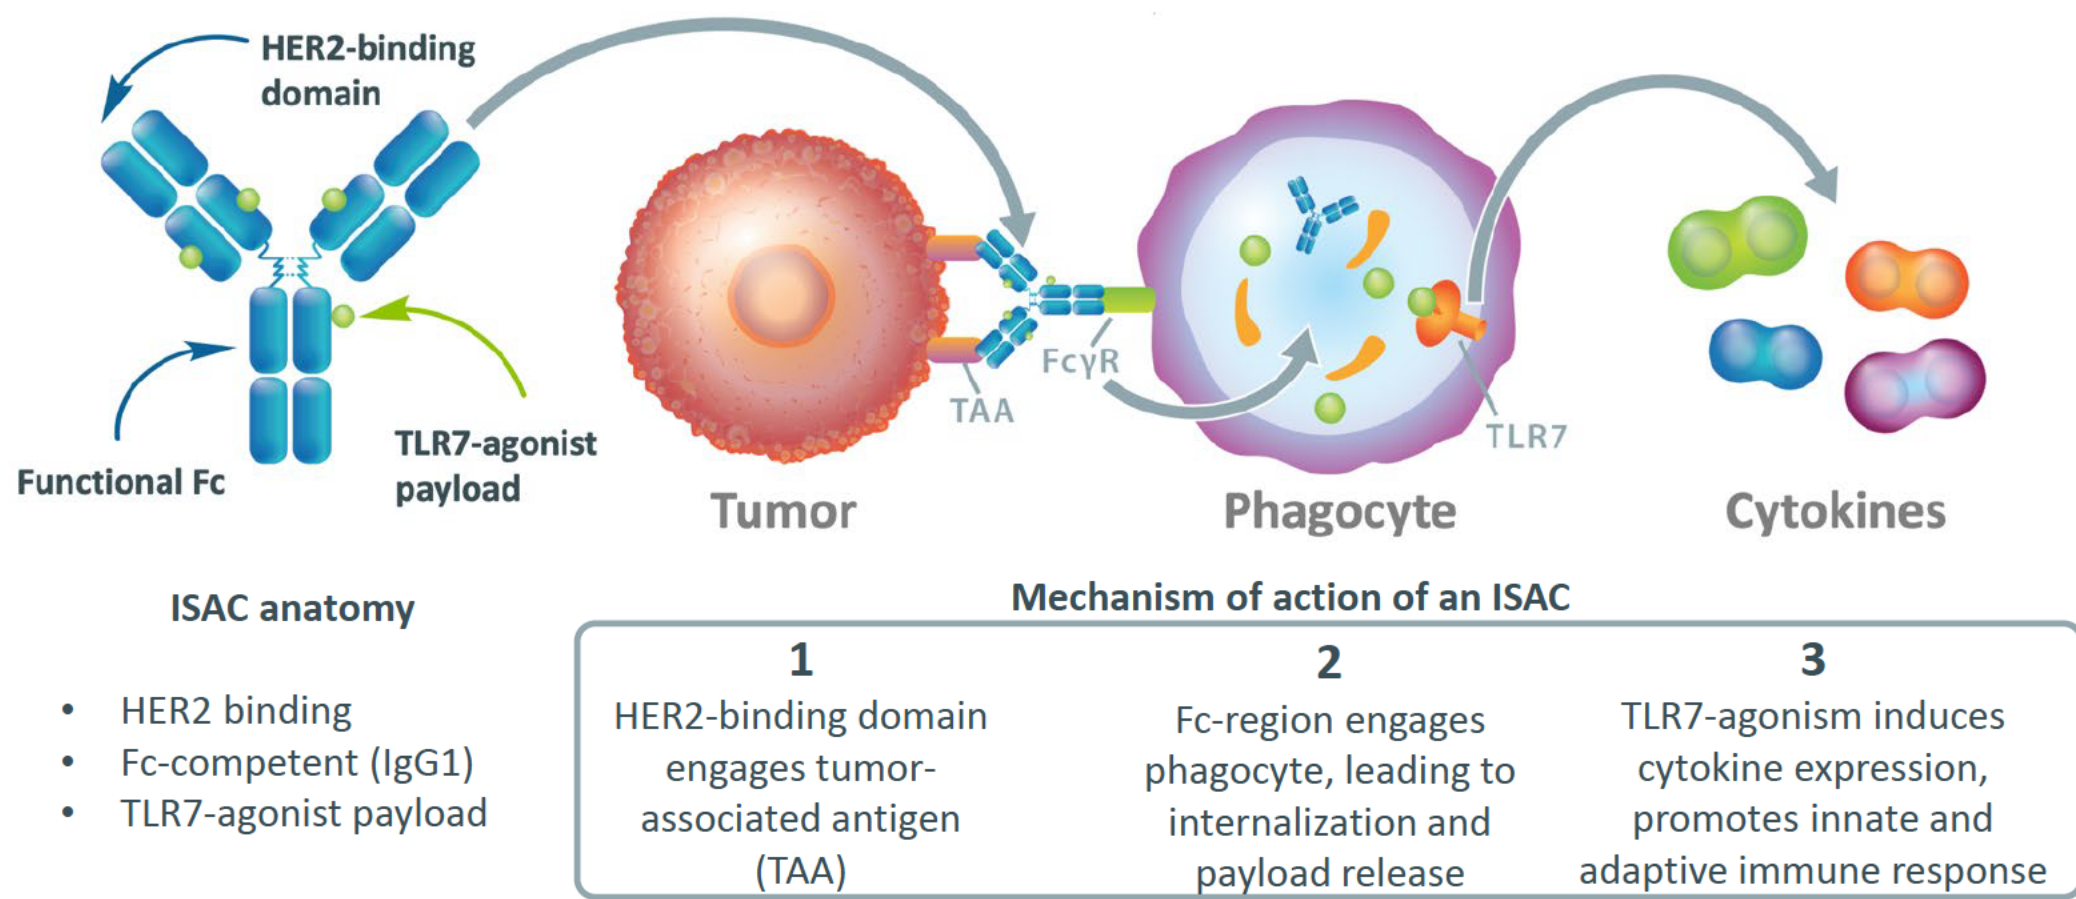 HER2-binding
domain
Functional Fc
TLR7-agonist
payload
TAA
FcγR
TLR7
Tumor
Phagocyte
Cytokines
ISAC anatomy
• HER2 binding
• Fc-competent (IgG1)
• TLR7-agonist payload
Mechanism of action of an ISAC
1
HER2-binding domain
engages tumor-
associated antigen
(TAA)
2
Fc-region engages
phagocyte, leading to
internalization and
payload release
3
TLR7-agonism induces
cytokine expression,
promotes innate and
adaptive immune response